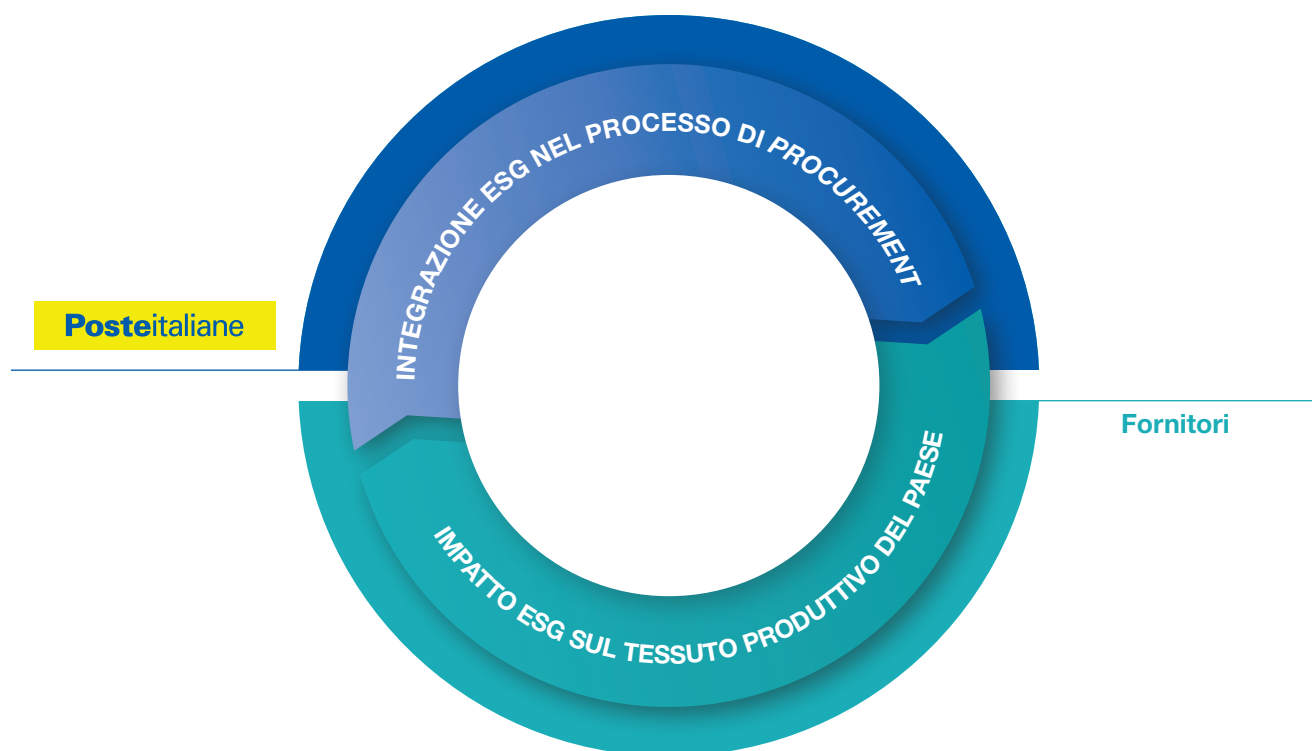 INTEGRAZIONE ESG NEL PROCESSO DI PROCUREMENT
Posteitaliane
Fornitori
IMPATTO ESG SUL TESSUTO PRODUTTIVO DEL PAESE